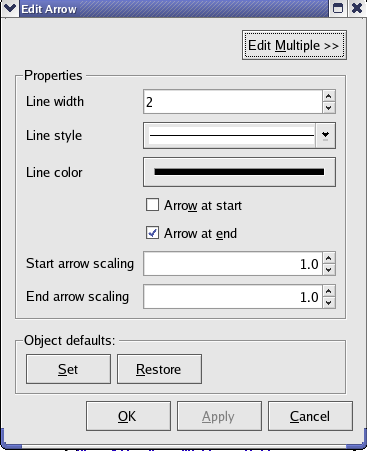 Edit Arrow
Edit Multiple >>
Properties
Line width
2
Line style
Line color
Arrow at start
Arrow at end
Start arrow scaling
1.0
End arrow scaling
1.0
Object defaults:
Set
Restore
OK
Apply
Cancel